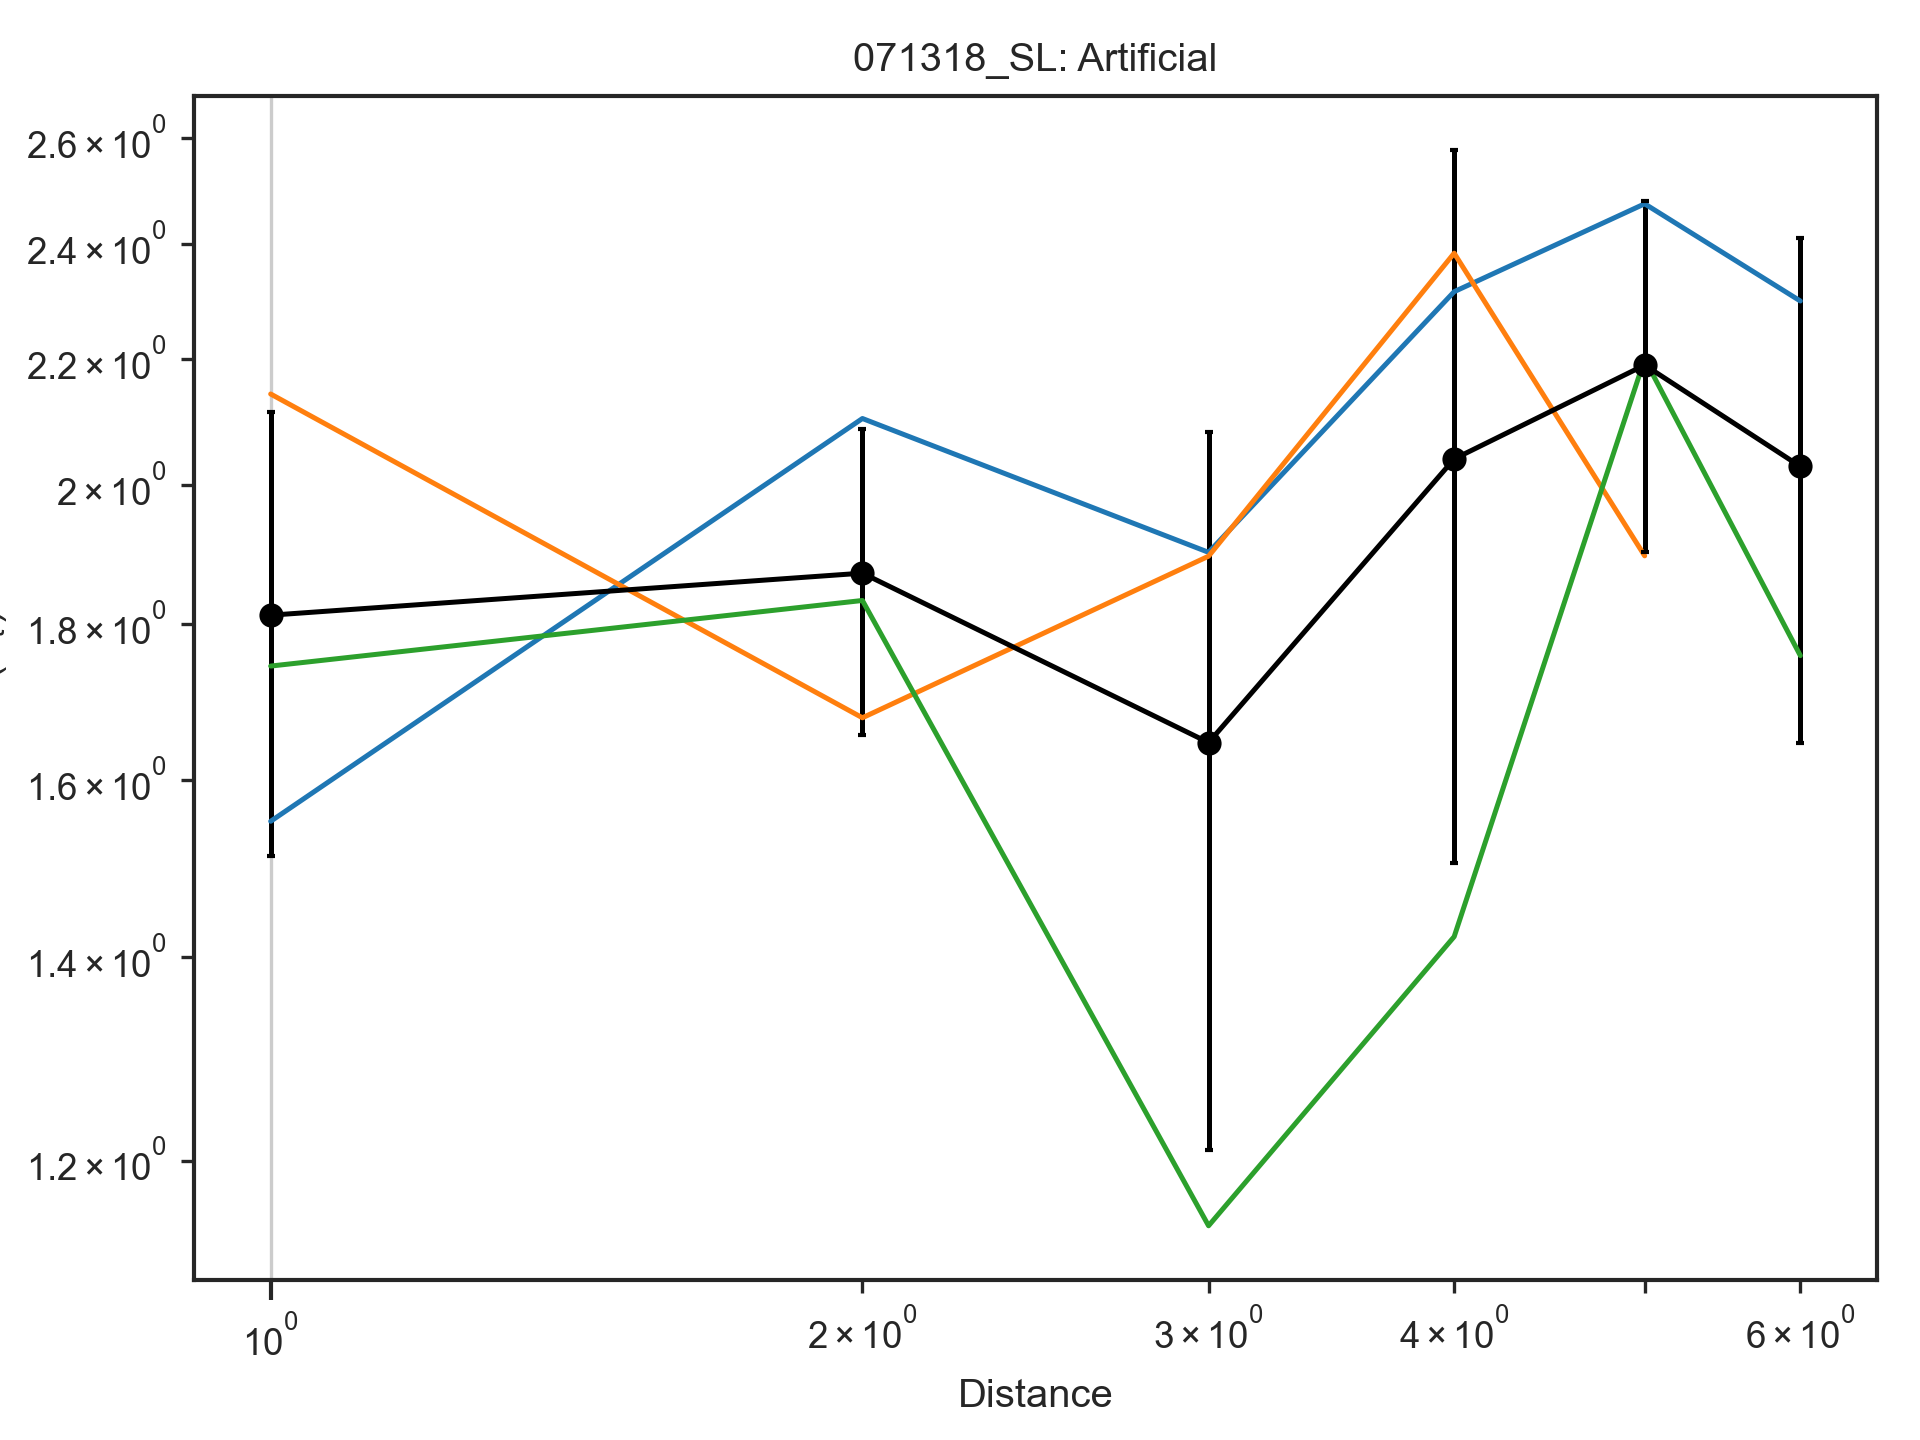 071318_SL: Artificial
2.6 × 10⁰
2.4 × 10⁰
2.2 × 10⁰
2 × 10⁰
1.8 × 10⁰
1.6 × 10⁰
1.4 × 10⁰
1.2 × 10⁰
10⁰ 2 × 10⁰ 3 × 10⁰ 4 × 10⁰ 6 × 10⁰
Distance